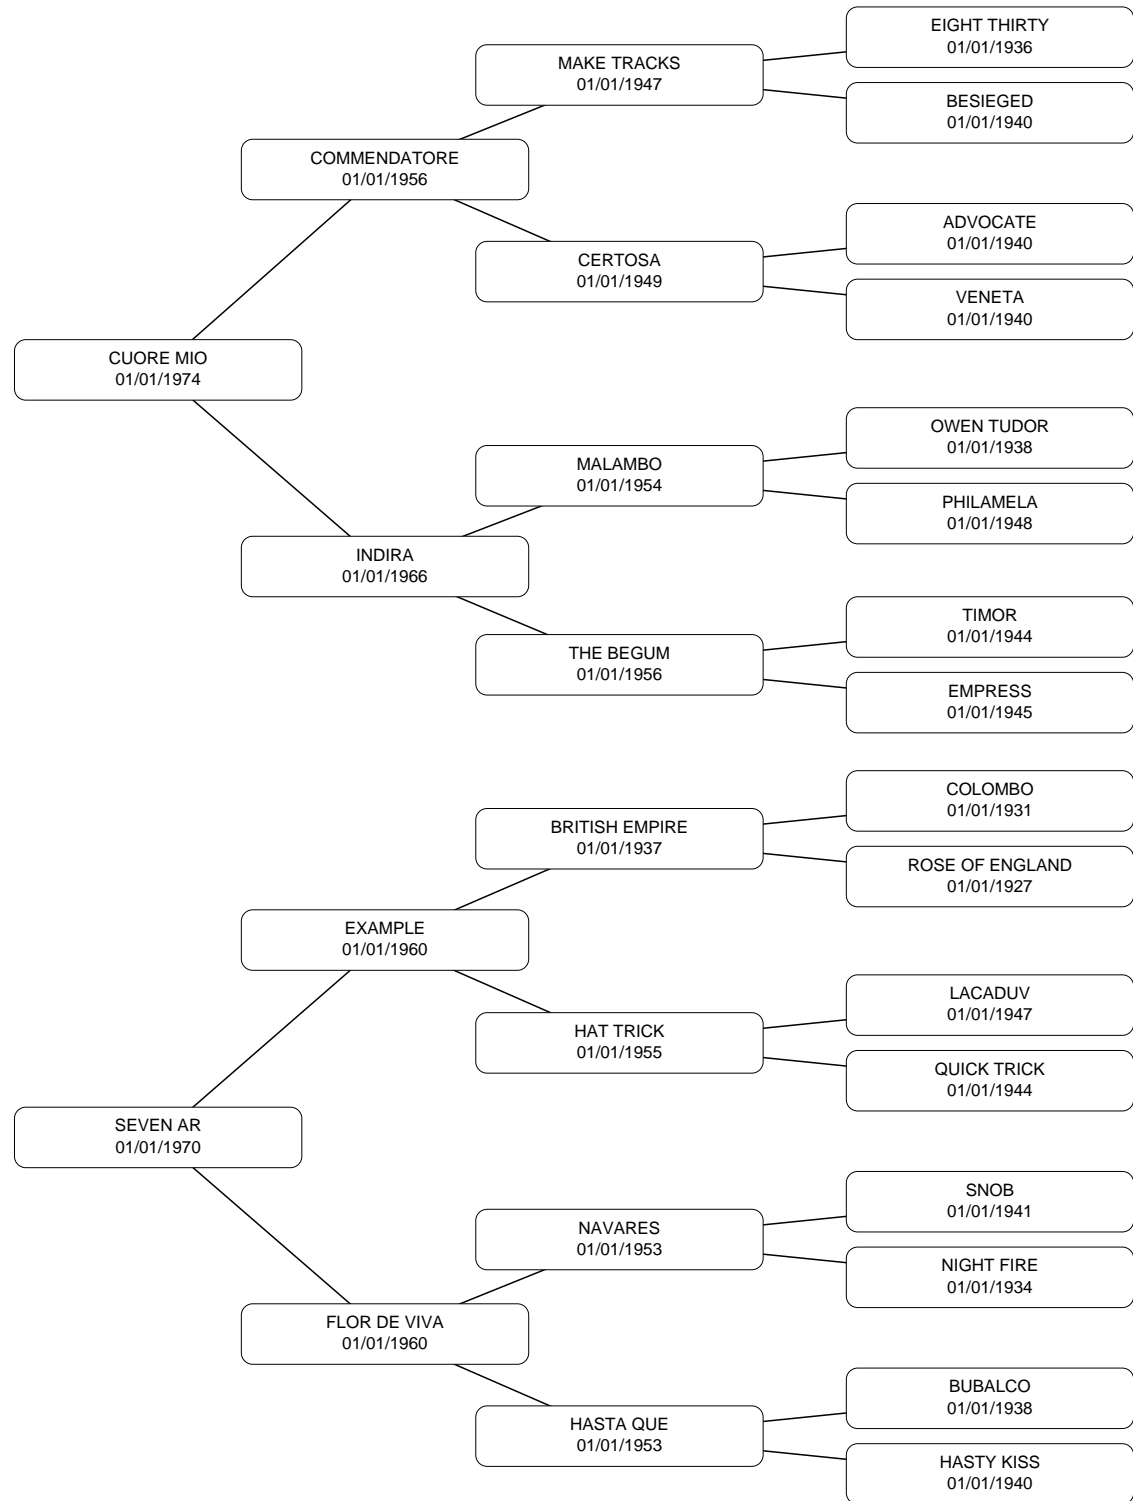 EIGHT THIRTY
01/01/1936
MAKE TRACKS
01/01/1947
BESIEGED
01/01/1940
COMMENDATORE
01/01/1956
ADVOCATE
01/01/1940
CERTOSA
01/01/1949
VENETA
01/01/1940
CUORE MIO
01/01/1974
OWEN TUDOR
01/01/1938
MALAMBO
01/01/1954
PHILAMELA
01/01/1948
INDIRA
01/01/1966
TIMOR
01/01/1944
THE BEGUM
01/01/1956
EMPRESS
01/01/1945
COLOMBO
01/01/1931
BRITISH EMPIRE
01/01/1937
ROSE OF ENGLAND
01/01/1927
EXAMPLE
01/01/1960
LACADUV
01/01/1947
HAT TRICK
01/01/1955
QUICK TRICK
01/01/1944
SEVEN AR
01/01/1970
SNOB
01/01/1941
NAVARES
01/01/1953
NIGHT FIRE
01/01/1934
FLOR DE VIVA
01/01/1960
BUBALCO
01/01/1938
HASTA QUE
01/01/1953
HASTY KISS
01/01/1940